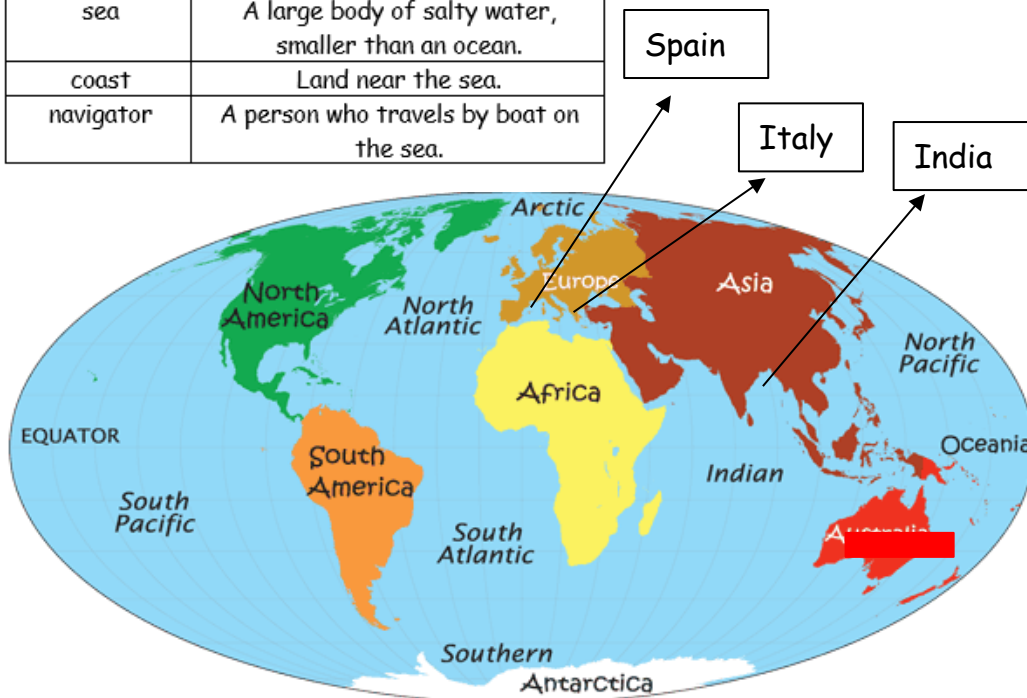 sea
A large body of salty water,
smaller than an ocean.
coast
Land near the sea.
navigator
A person who travels by boat on
the sea.
Spain
Italy
India
Arctic
North
America
North
Atlantic
Europe
Asia
North
Pacific
Africa
EQUATOR
South
America
Indian
Oceania
South
Pacific
South
Atlantic
Australia
Southern
Antarctica